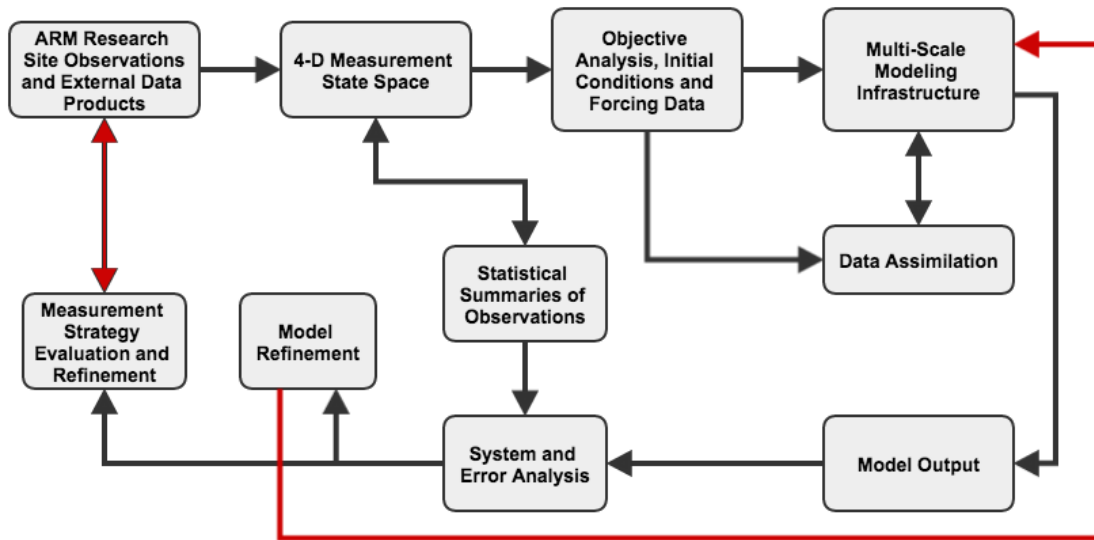 ARM Research
Site Observations
and External Data
Products
4-D Measurement
State Space
Objective
Analysis, Initial
Conditions and
Forcing Data
Multi-Scale
Modeling
Infrastructure
Data Assimilation
Statistical
Summaries of
Observations
Measurement
Strategy
Evaluation and
Refinement
Model
Refinement
System and
Error Analysis
Model Output